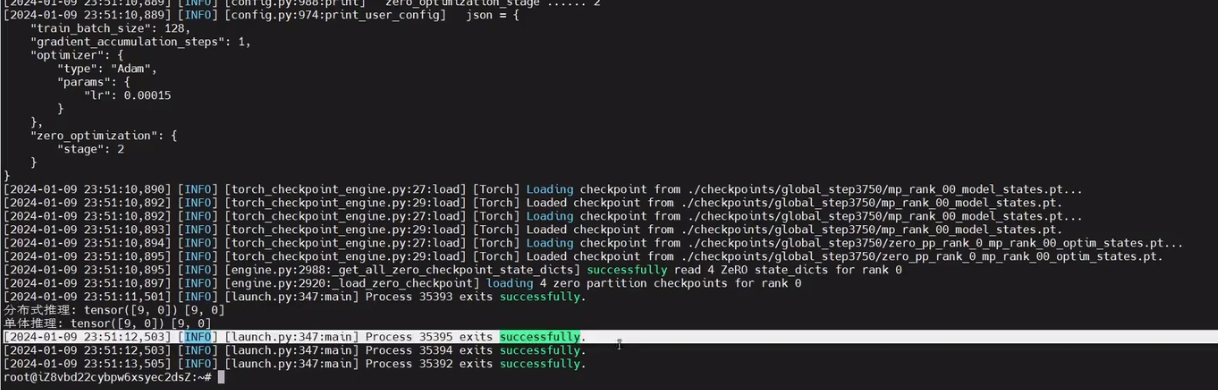 [2024-01-09 23:51:10,889] [INFO] [config.py:988:print]   zero_optimization_stage ...... 2
[2024-01-09 23:51:10,889] [INFO] [config.py:974:print_user_config]   json = {
    "train_batch_size": 128,
    "gradient_accumulation_steps": 1,
    "optimizer": {
        "type": "Adam",
        "params": {
            "lr": 0.00015
        }
    },
    "zero_optimization": {
        "stage": 2
    }
}
[2024-01-09 23:51:10,890] [INFO] [torch_checkpoint_engine.py:27:load] [Torch] Loading checkpoint from ./checkpoints/global_step3750/mp_rank_00_model_states.pt...
[2024-01-09 23:51:10,892] [INFO] [torch_checkpoint_engine.py:29:load] [Torch] Loaded checkpoint from ./checkpoints/global_step3750/mp_rank_00_model_states.pt.
[2024-01-09 23:51:10,892] [INFO] [torch_checkpoint_engine.py:27:load] [Torch] Loading checkpoint from ./checkpoints/global_step3750/mp_rank_00_model_states.pt...
[2024-01-09 23:51:10,893] [INFO] [torch_checkpoint_engine.py:29:load] [Torch] Loaded checkpoint from ./checkpoints/global_step3750/mp_rank_00_model_states.pt.
[2024-01-09 23:51:10,894] [INFO] [torch_checkpoint_engine.py:27:load] [Torch] Loading checkpoint from ./checkpoints/global_step3750/zero_pp_rank_0_mp_rank_00_optim_states.pt...
[2024-01-09 23:51:10,895] [INFO] [torch_checkpoint_engine.py:29:load] [Torch] Loaded checkpoint from ./checkpoints/global_step3750/zero_pp_rank_0_mp_rank_00_optim_states.pt.
[2024-01-09 23:51:10,895] [INFO] [engine.py:2988:_get_all_zero_checkpoint_state_dicts] successfully read 4 ZeRO state_dicts for rank 0
[2024-01-09 23:51:10,897] [INFO] [engine.py:2920:_load_zero_checkpoint] loading 4 zero partition checkpoints for rank 0
[2024-01-09 23:51:11,501] [INFO] [launch.py:347:main] Process 35393 exits successfully.
分布式推理: tensor([9, 0]) [9, 0]
单体推理: tensor([9, 0]) [9, 0]
[2024-01-09 23:51:12,503] [INFO] [launch.py:347:main] Process 35395 exits successfully.
[2024-01-09 23:51:12,503] [INFO] [launch.py:347:main] Process 35394 exits successfully.
[2024-01-09 23:51:13,505] [INFO] [launch.py:347:main] Process 35392 exits successfully.
root@iZ8vbd22cybpw6xsyec2dsZ:~#